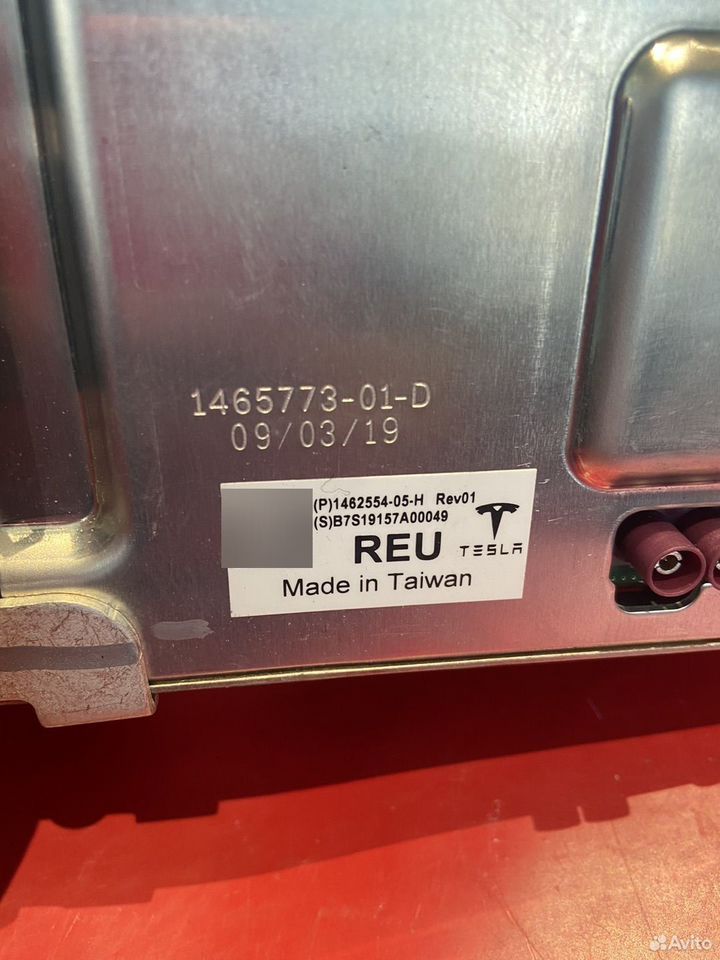 1465773-01-D
09/03/19
(P)1462554-05-H Rev01
(S)B7S19157A00049
REU TESLA
Made in Taiwan
Avito